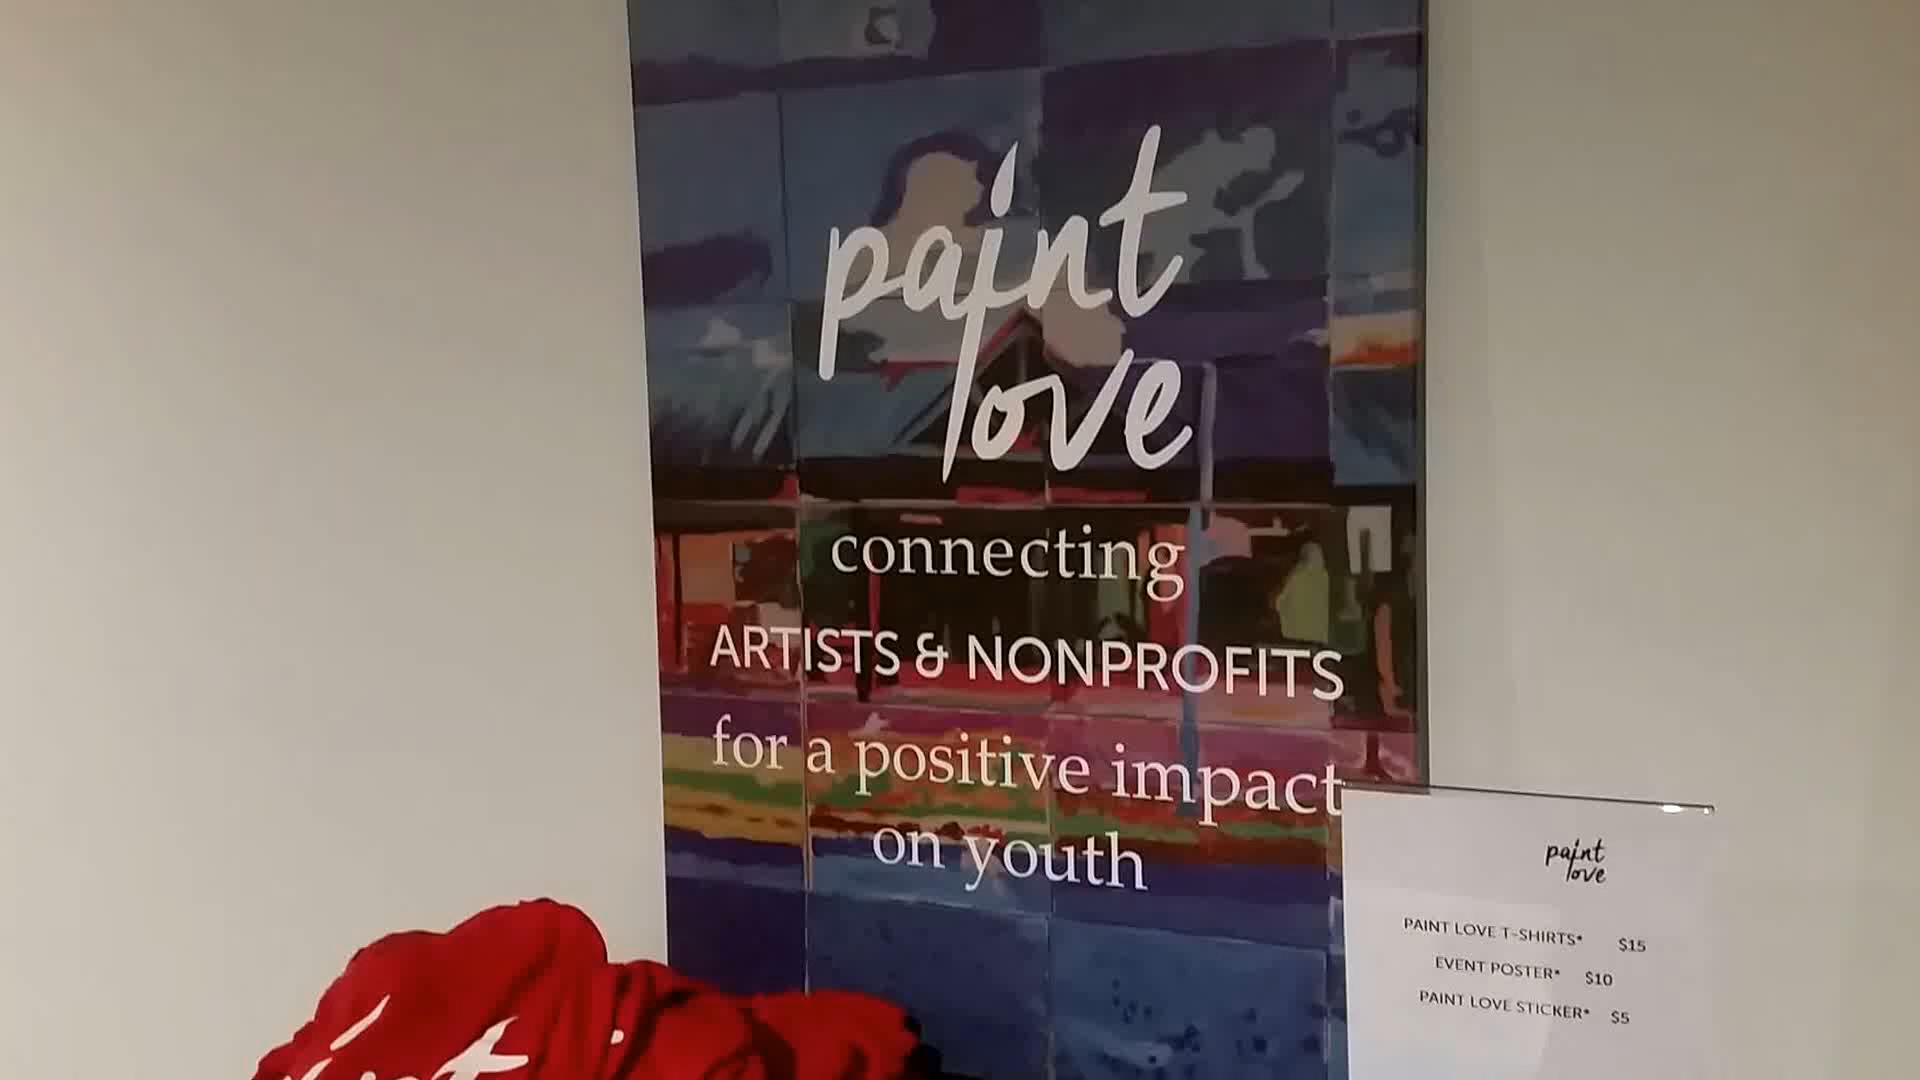 paint
love
connecting
ARTISTS & NONPROFITS
for a positive impact
on youth
paint
love
PAINT LOVE T-SHIRTS* $15
EVENT POSTER* $10
PAINT LOVE STICKER* $5